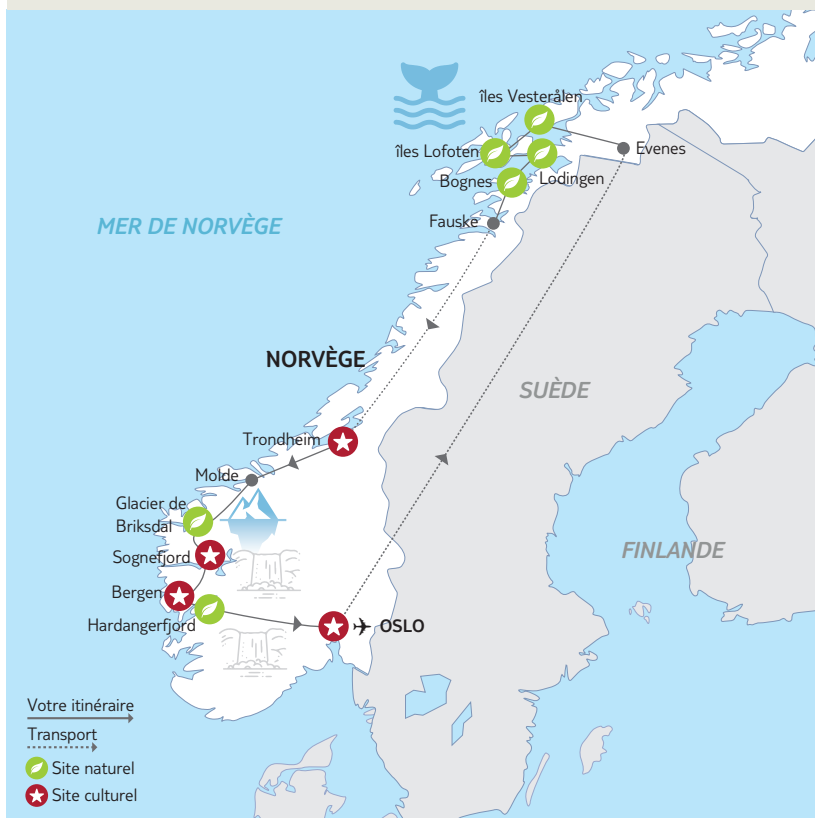 îles Vesterålen
îles Lofoten
Evenes
Bognes
Lodingen
Fauske
MER DE NORVÈGE
NORVÈGE
SUÈDE
Trondheim
Molde
Glacier de
Briksdal
Sognefjord
FINLANDE
Bergen
Hardangerfjord
OSLO
Votre itinéraire
Transport
Site naturel
Site culturel